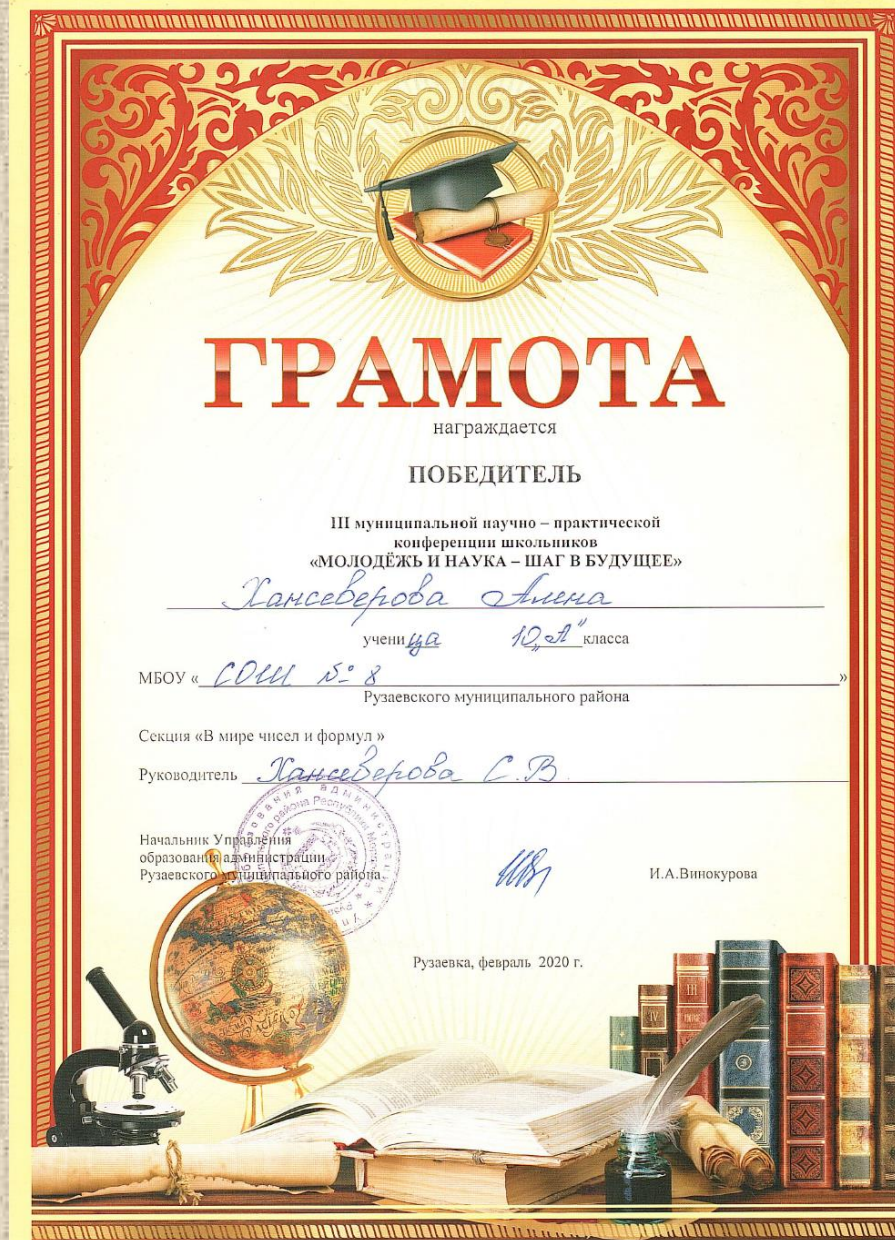 ГРАМОТА
награждается
ПОБЕДИТЕЛЬ
III муниципальной научно – практической
конференции школьников
«МОЛОДЁЖЬ И НАУКА – ШАГ В БУДУЩЕЕ»
Хансеверова Алена
ученица 10 „А" класса
МБОУ « СОШ № 8 »
Рузаевского муниципального района
Секция «В мире чисел и формул »
Руководитель Хансеверова С.В.
Начальник Управления
образования администрации
Рузаевского муниципального района
И.А.Винокурова
Рузаевка, февраль 2020 г.